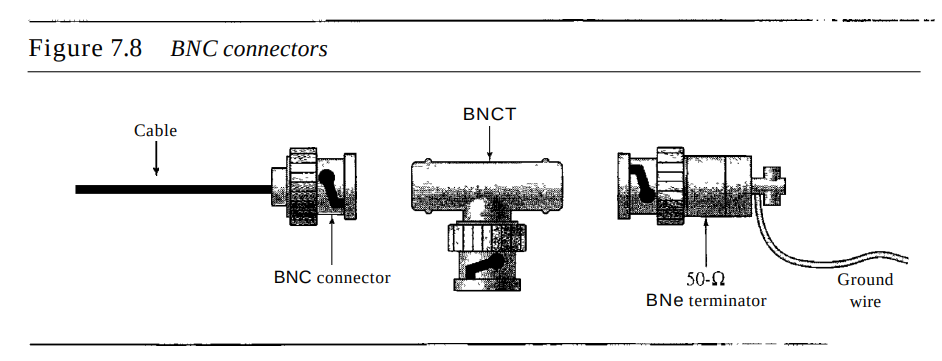 Figure 7.8 BNC connectors
Cable
BNCT
BNC connector
50-Ω
BNe terminator
Ground
wire